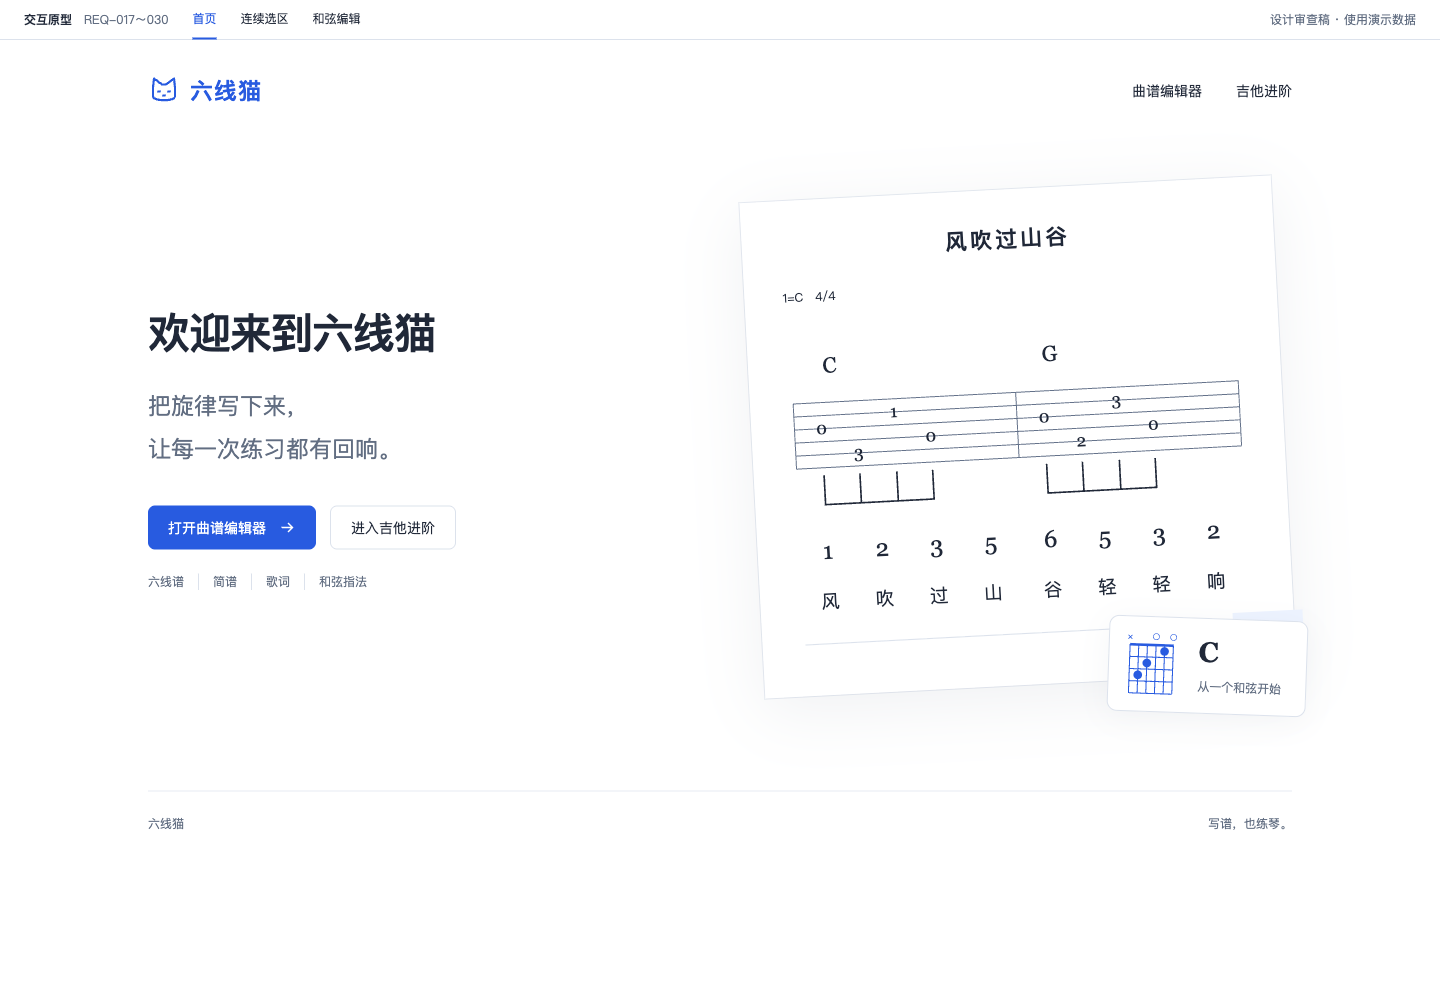 交互原型 REQ-017~030 首页 连续选区 和弦编辑 设计审查稿 · 使用演示数据
六线猫 曲谱编辑器 吉他进阶
欢迎来到六线猫
把旋律写下来，
让每一次练习都有回响。
打开曲谱编辑器 → 进入吉他进阶
六线谱 简谱 歌词 和弦指法
风吹过山谷
1=C 4/4
C G
0 3 1 0 0 2 3 0
1 2 3 5 6 5 3 2
风 吹 过 山 谷 轻 轻 响
× ○ ○
C
从一个和弦开始
六线猫 写谱，也练琴。